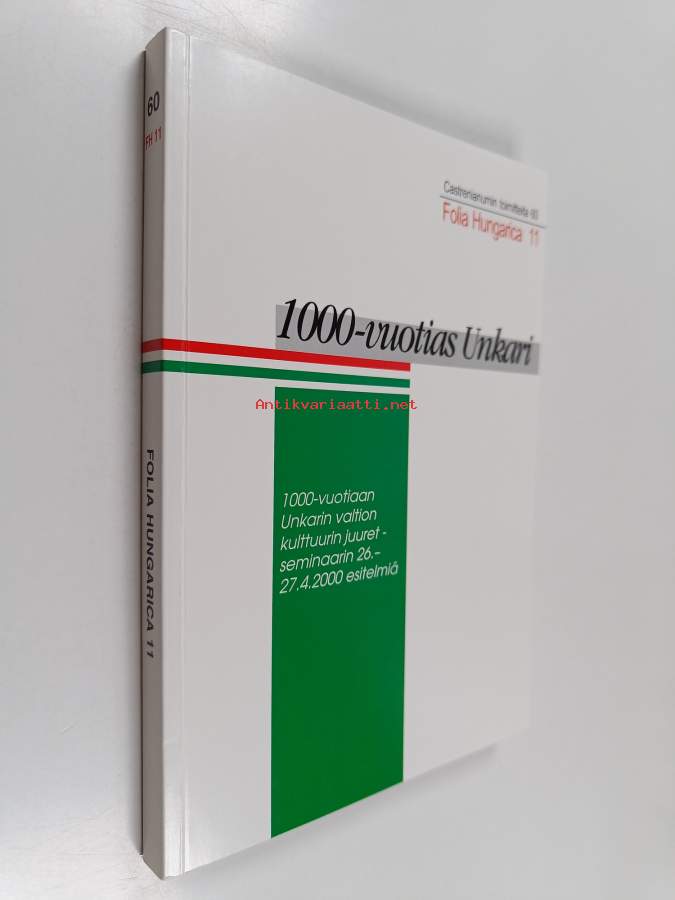 60
FH 11
FOLIA HUNGARICA 11
Castrenianumin toimitteita 60
Folia Hungarica 11
1000-vuotias Unkari
Antikvariaatti.net
1000-vuotiaan
Unkarin valtion
kulttuurin juuret -
seminaarin 26.–
27.4.2000 esitelmiä